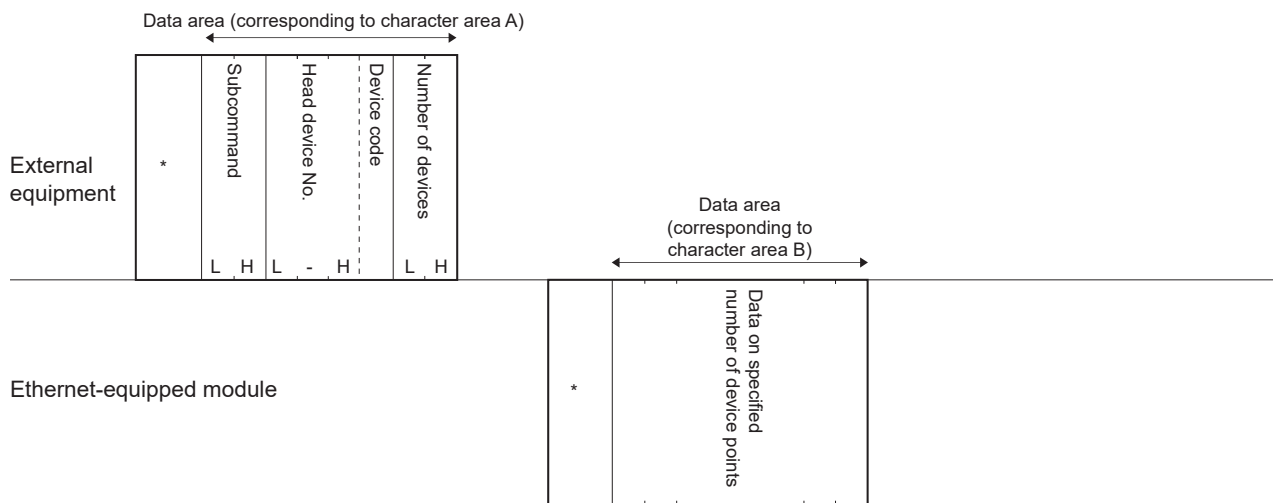 Data area (corresponding to character area A)
Subcommand
Head device No.
Device code
Number of devices
External
equipment
*
L H L - H L H
Data area
(corresponding to
character area B)
Ethernet-equipped module
*
Data on specified
number of device points